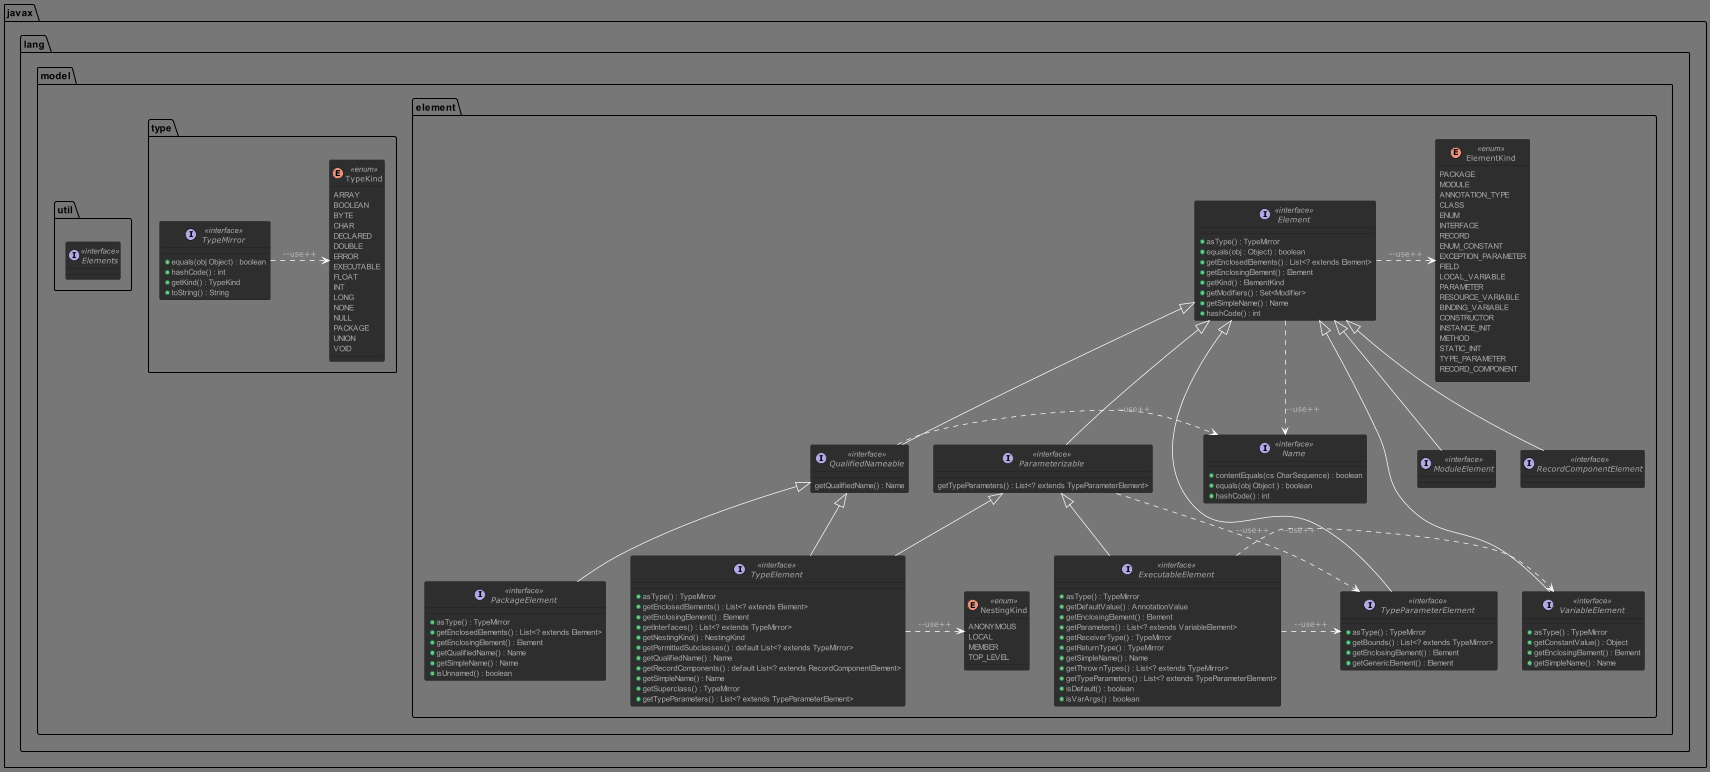 javax
lang
model
util
«interface»
Elements
type
«interface»
TypeMirror
equals(obj Object) : boolean
hashCode() : int
getKind() : TypeKind
toString() : String
--use++
«enum»
TypeKind
ARRAY
BOOLEAN
BYTE
CHAR
DECLARED
DOUBLE
ERROR
EXECUTABLE
FLOAT
INT
LONG
NONE
NULL
PACKAGE
UNION
VOID
element
«interface»
Element
asType() : TypeMirror
equals(obj : Object) : boolean
getEnclosedElements() : List<? extends Element>
getEnclosingElement() : Element
getKind() : ElementKind
getModifiers() : Set<Modifier>
getSimpleName() : Name
hashCode() : int
--use++
«enum»
ElementKind
PACKAGE
MODULE
ANNOTATION_TYPE
CLASS
ENUM
INTERFACE
RECORD
ENUM_CONSTANT
EXCEPTION_PARAMETER
FIELD
LOCAL_VARIABLE
PARAMETER
RESOURCE_VARIABLE
BINDING_VARIABLE
CONSTRUCTOR
INSTANCE_INIT
METHOD
STATIC_INIT
TYPE_PARAMETER
RECORD_COMPONENT
--use++
--use++
«interface»
QualifiedNameable
getQualifiedName() : Name
«interface»
Parameterizable
getTypeParameters() : List<? extends TypeParameterElement>
«interface»
Name
contentEquals(cs CharSequence) : boolean
equals(obj Object ) : boolean
hashCode() : int
«interface»
ModuleElement
«interface»
RecordComponentElement
--use++
--use++
«interface»
PackageElement
asType() : TypeMirror
getEnclosedElements() : List<? extends Element>
getEnclosingElement() : Element
getQualifiedName() : Name
getSimpleName() : Name
isUnnamed() : boolean
«interface»
TypeElement
asType() : TypeMirror
getEnclosedElements() : List<? extends Element>
getEnclosingElement() : Element
getInterfaces() : List<? extends TypeMirror>
getNestingKind() : NestingKind
getPermittedSubclasses() : default List<? extends TypeMirror>
getQualifiedName() : Name
getRecordComponents() : default List<? extends RecordComponentElement>
getSimpleName() : Name
getSuperclass() : TypeMirror
getTypeParameters() : List<? extends TypeParameterElement>
--use++
«enum»
NestingKind
ANONYMOUS
LOCAL
MEMBER
TOP_LEVEL
«interface»
ExecutableElement
asType() : TypeMirror
getDefaultValue() : AnnotationValue
getEnclosingElement() : Element
getParameters() : List<? extends VariableElement>
getReceiverType() : TypeMirror
getReturnType() : TypeMirror
getSimpleName() : Name
getThrownTypes() : List<? extends TypeMirror>
getTypeParameters() : List<? extends TypeParameterElement>
isDefault() : boolean
isVarArgs() : boolean
--use++
«interface»
TypeParameterElement
asType() : TypeMirror
getBounds() : List<? extends TypeMirror>
getEnclosingElement() : Element
getGenericElement() : Element
«interface»
VariableElement
asType() : TypeMirror
getConstantValue() : Object
getEnclosingElement() : Element
getSimpleName() : Name